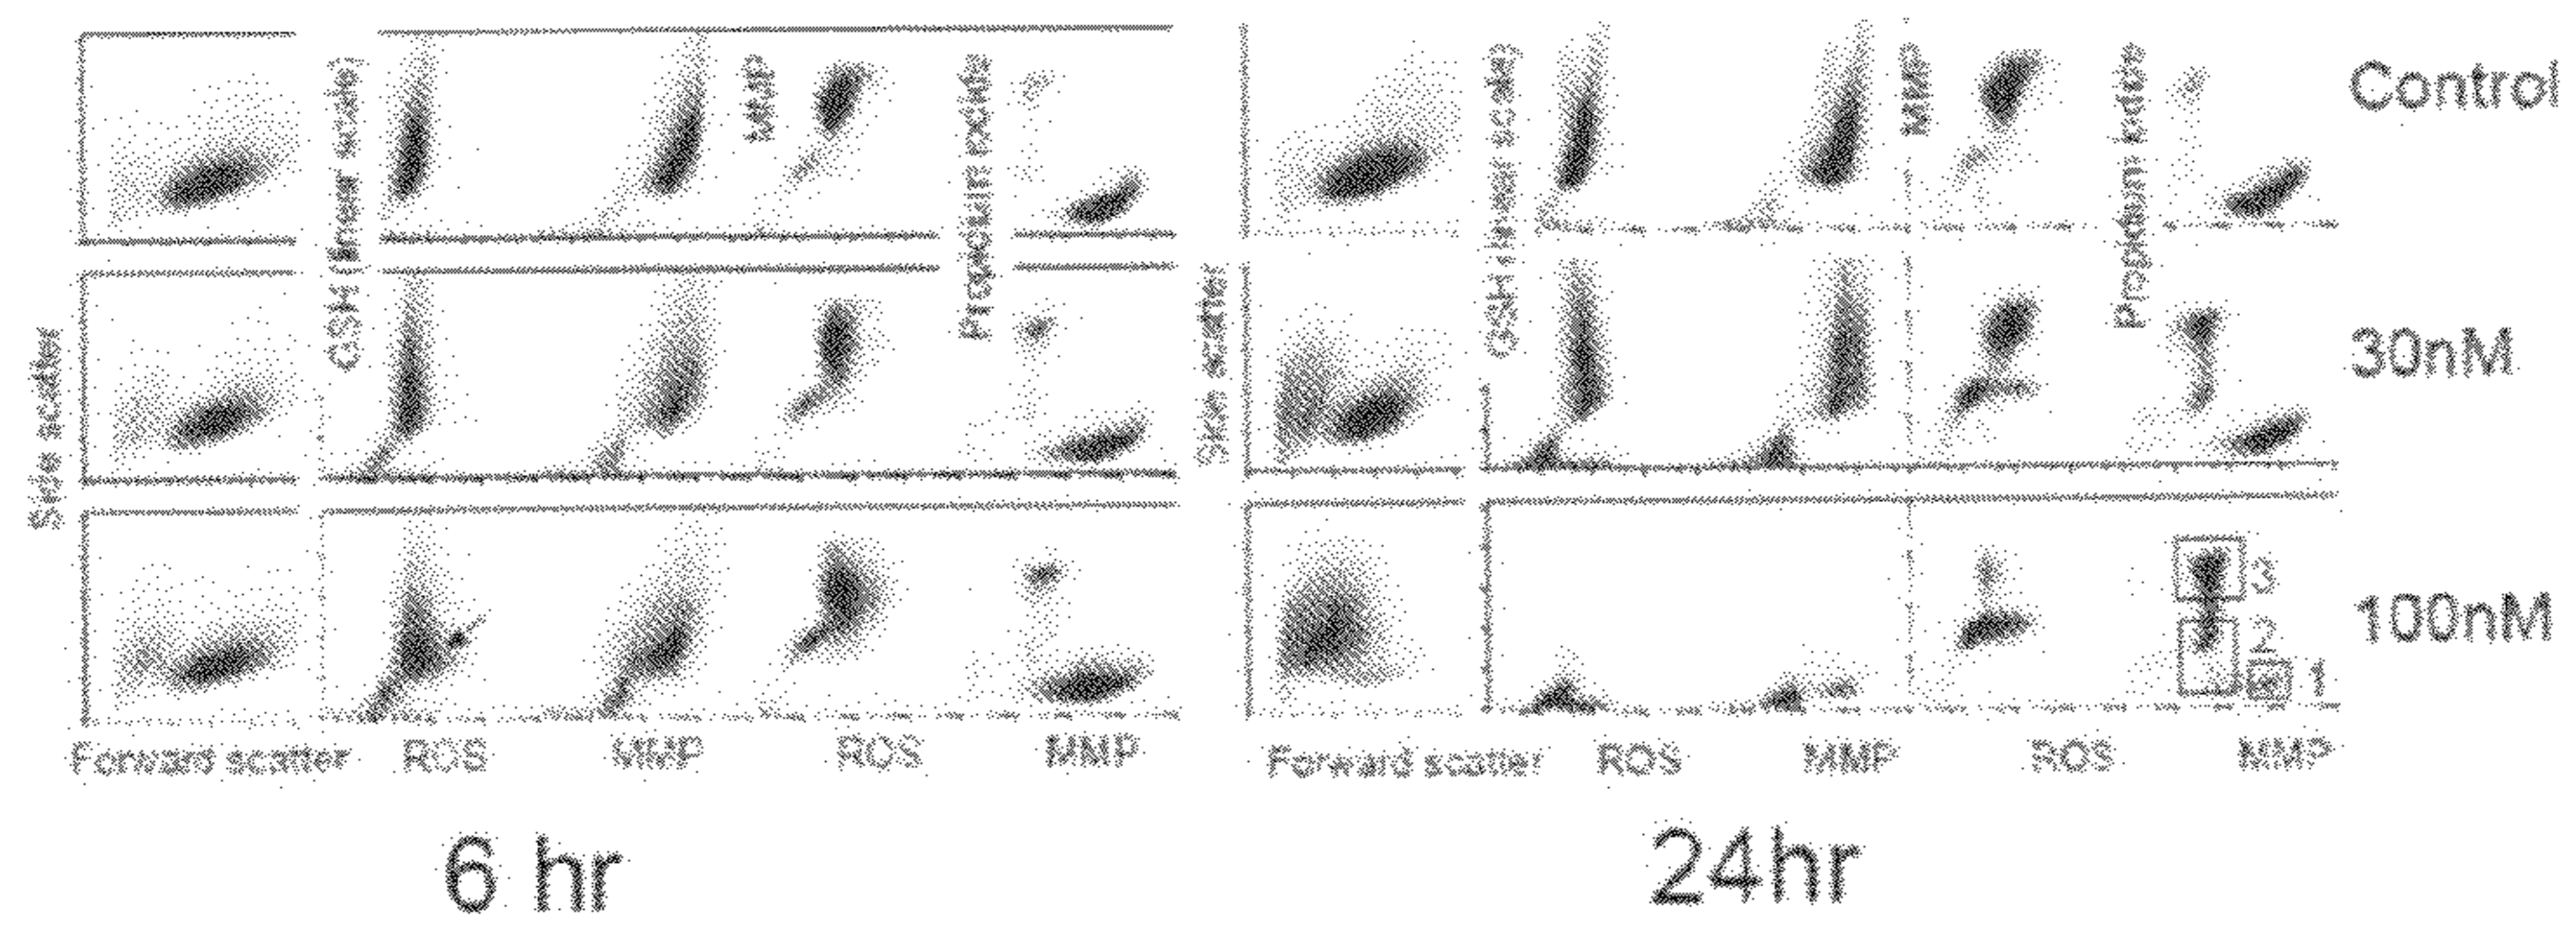 Side scatter
GSH (linear scale)
MMP
Propidium iodide
Forward scatter
ROS
MMP
ROS
MMP
6 hr
Side scatter
GSH (linear scale)
MMP
Propidium iodide
Control
30nM
100nM
3
2
1
Forward scatter
ROS
MMP
ROS
MMP
24hr